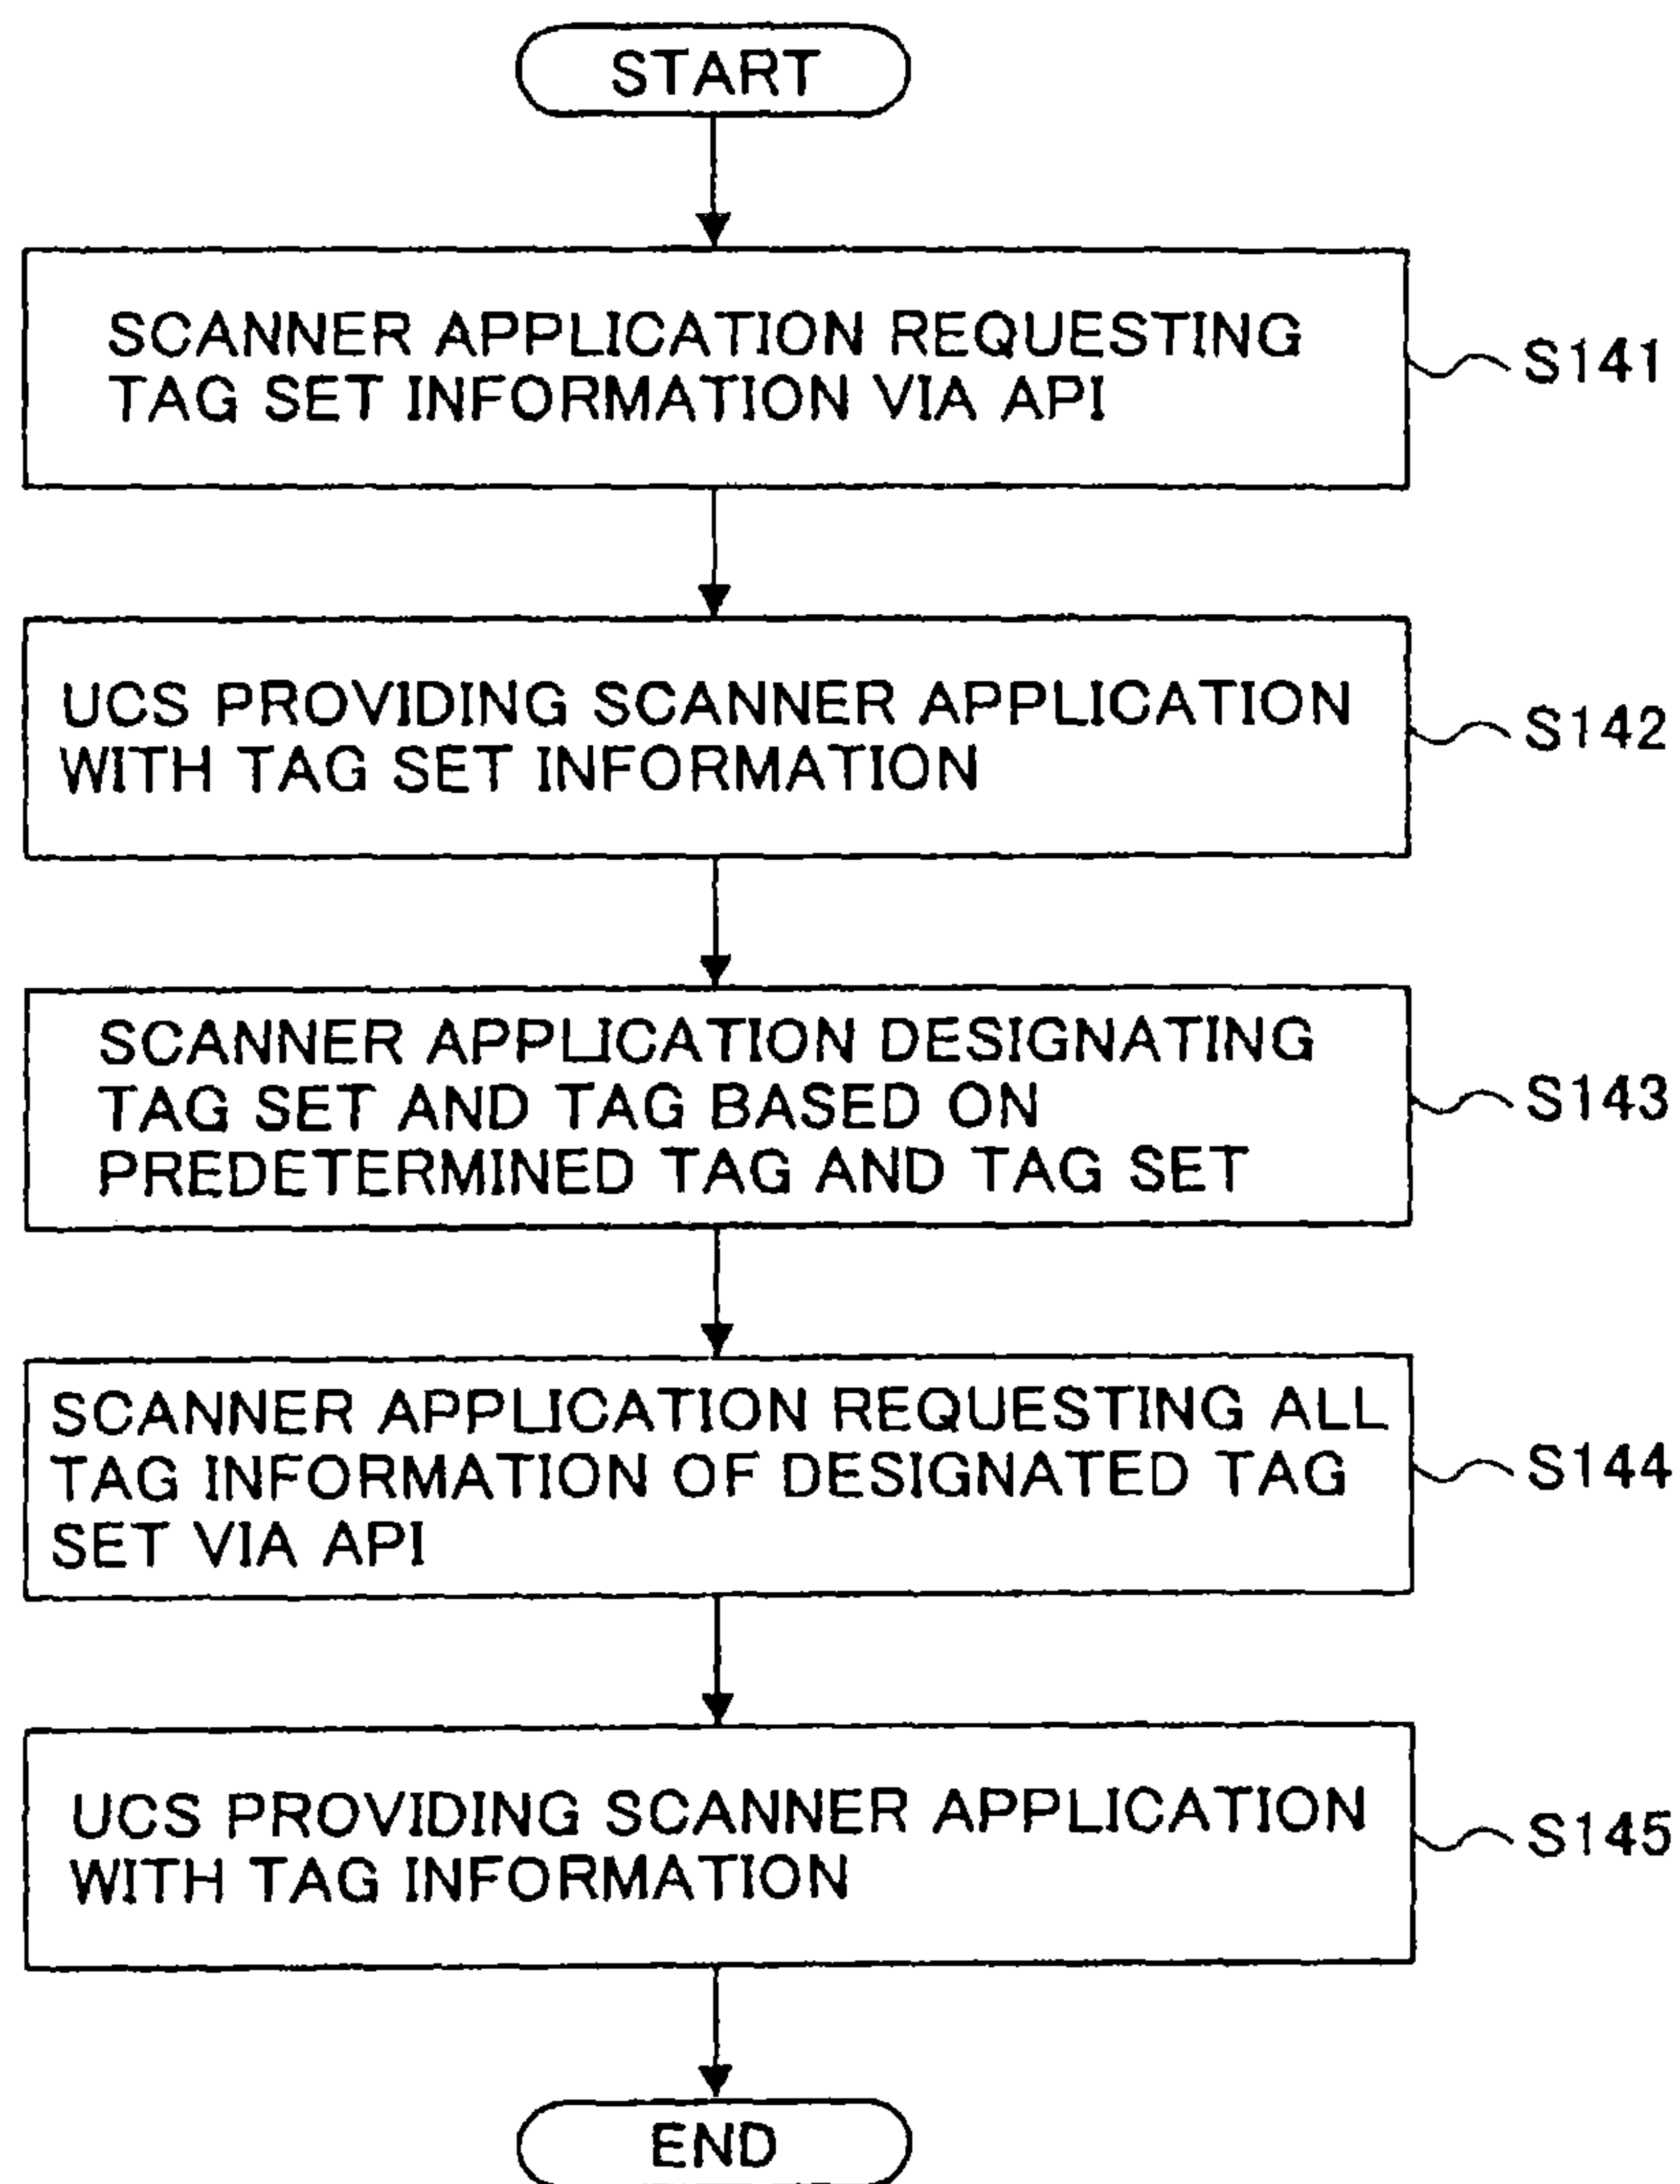 START
SCANNER APPLICATION REQUESTING
TAG SET INFORMATION VIA API
S141
UCS PROVIDING SCANNER APPLICATION
WITH TAG SET INFORMATION
S142
SCANNER APPLICATION DESIGNATING
TAG SET AND TAG BASED ON
PREDETERMINED TAG AND TAG SET
S143
SCANNER APPLICATION REQUESTING ALL
TAG INFORMATION OF DESIGNATED TAG
SET VIA API
S144
UCS PROVIDING SCANNER APPLICATION
WITH TAG INFORMATION
S145
END